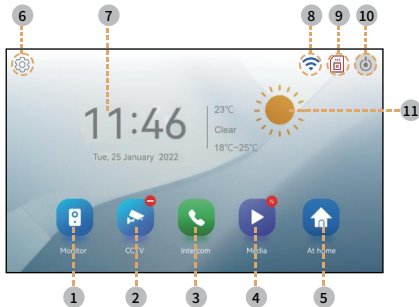 6 7 8 9 10
11:46
23℃
Clear
18℃~25℃
Tue, 25 January 2022
11
N
Monitor CCTV Intercom Media At home
1 2 3 4 5